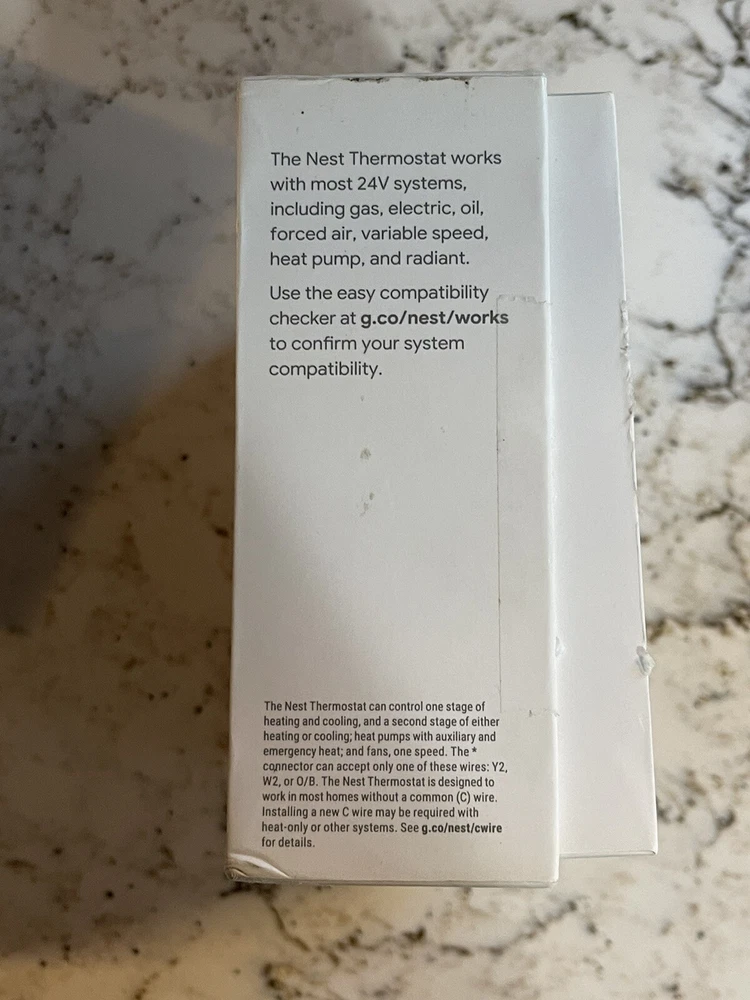 The Nest Thermostat works
with most 24V systems,
including gas, electric, oil,
forced air, variable speed,
heat pump, and radiant.
Use the easy compatibility
checker at g.co/nest/works
to confirm your system
compatibility.
The Nest Thermostat can control one stage of
heating and cooling, and a second stage of either
heating or cooling; heat pumps with auxiliary and
emergency heat; and fans, one speed. The *
connector can accept only one of these wires: Y2,
W2, or O/B. The Nest Thermostat is designed to
work in most homes without a common (C) wire.
Installing a new C wire may be required with
heat-only or other systems. See g.co/nest/cwire
for details.